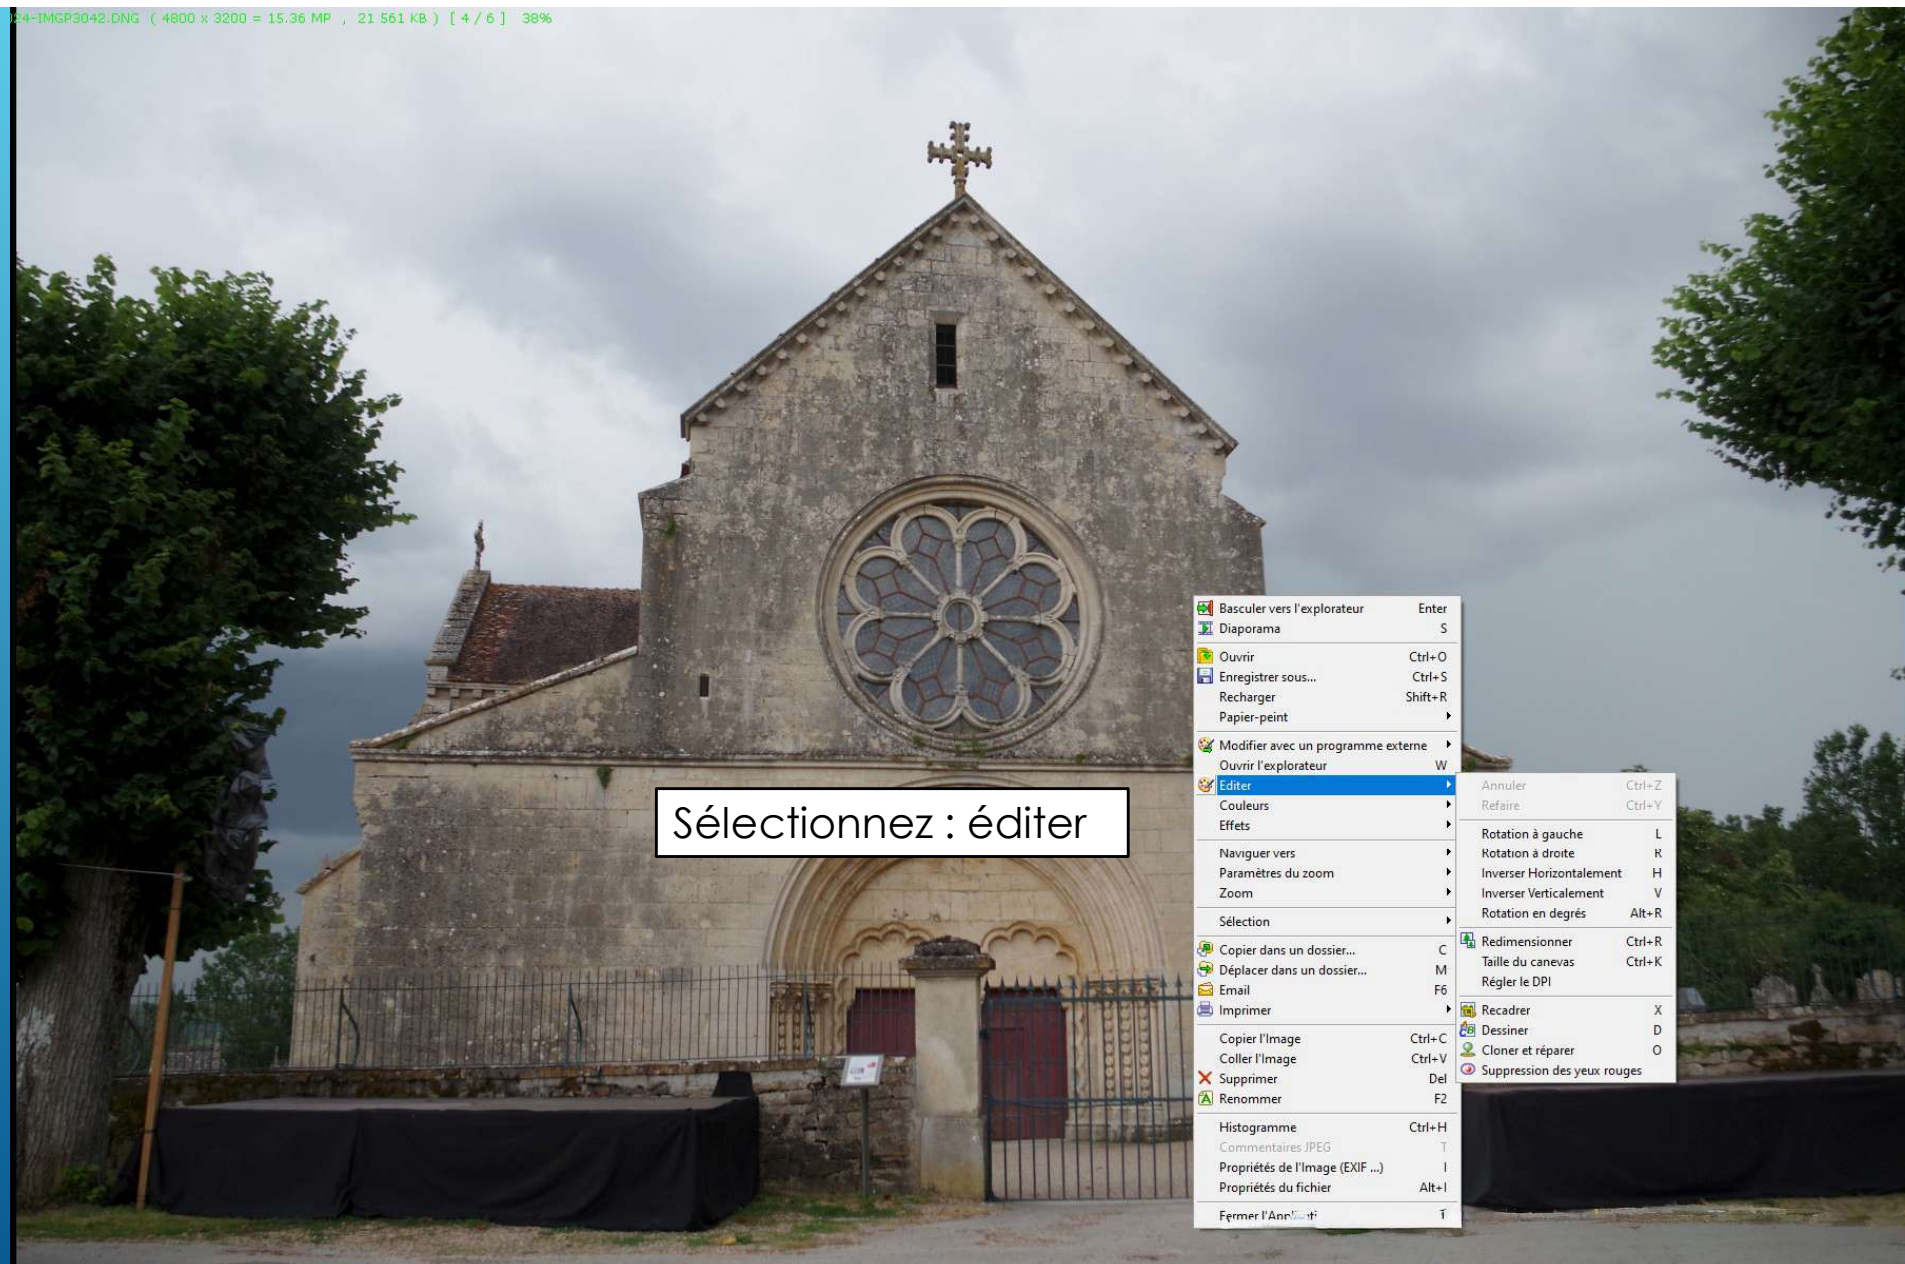 24-IMGP3042.DNG ( 4800 x 3200 = 15.36 MP , 21 561 KB ) [ 4 / 6 ] 38%
Sélectionnez : éditer
Basculer vers l'explorateur Enter
Diaporama S
Ouvrir Ctrl+O
Enregistrer sous... Ctrl+S
Recharger Shift+R
Papier-peint
Modifier avec un programme externe
Ouvrir l'explorateur W
Editer
Couleurs
Effets
Naviguer vers
Paramètres du zoom
Zoom
Sélection
Copier dans un dossier... C
Déplacer dans un dossier... M
Email F6
Imprimer
Copier l'Image Ctrl+C
Coller l'Image Ctrl+V
Supprimer Del
Renommer F2
Histogramme Ctrl+H
Commentaires JPEG T
Propriétés de l'Image (EXIF ...) I
Propriétés du fichier Alt+I
Fermer
Annuler Ctrl+Z
Refaire Ctrl+Y
Rotation à gauche L
Rotation à droite R
Inverser Horizontalement H
Inverser Verticalement V
Rotation en degrés Alt+R
Redimensionner Ctrl+R
Taille du canevas Ctrl+K
Régler le DPI
Recadrer X
Dessiner D
Cloner et réparer O
Suppression des yeux rouges